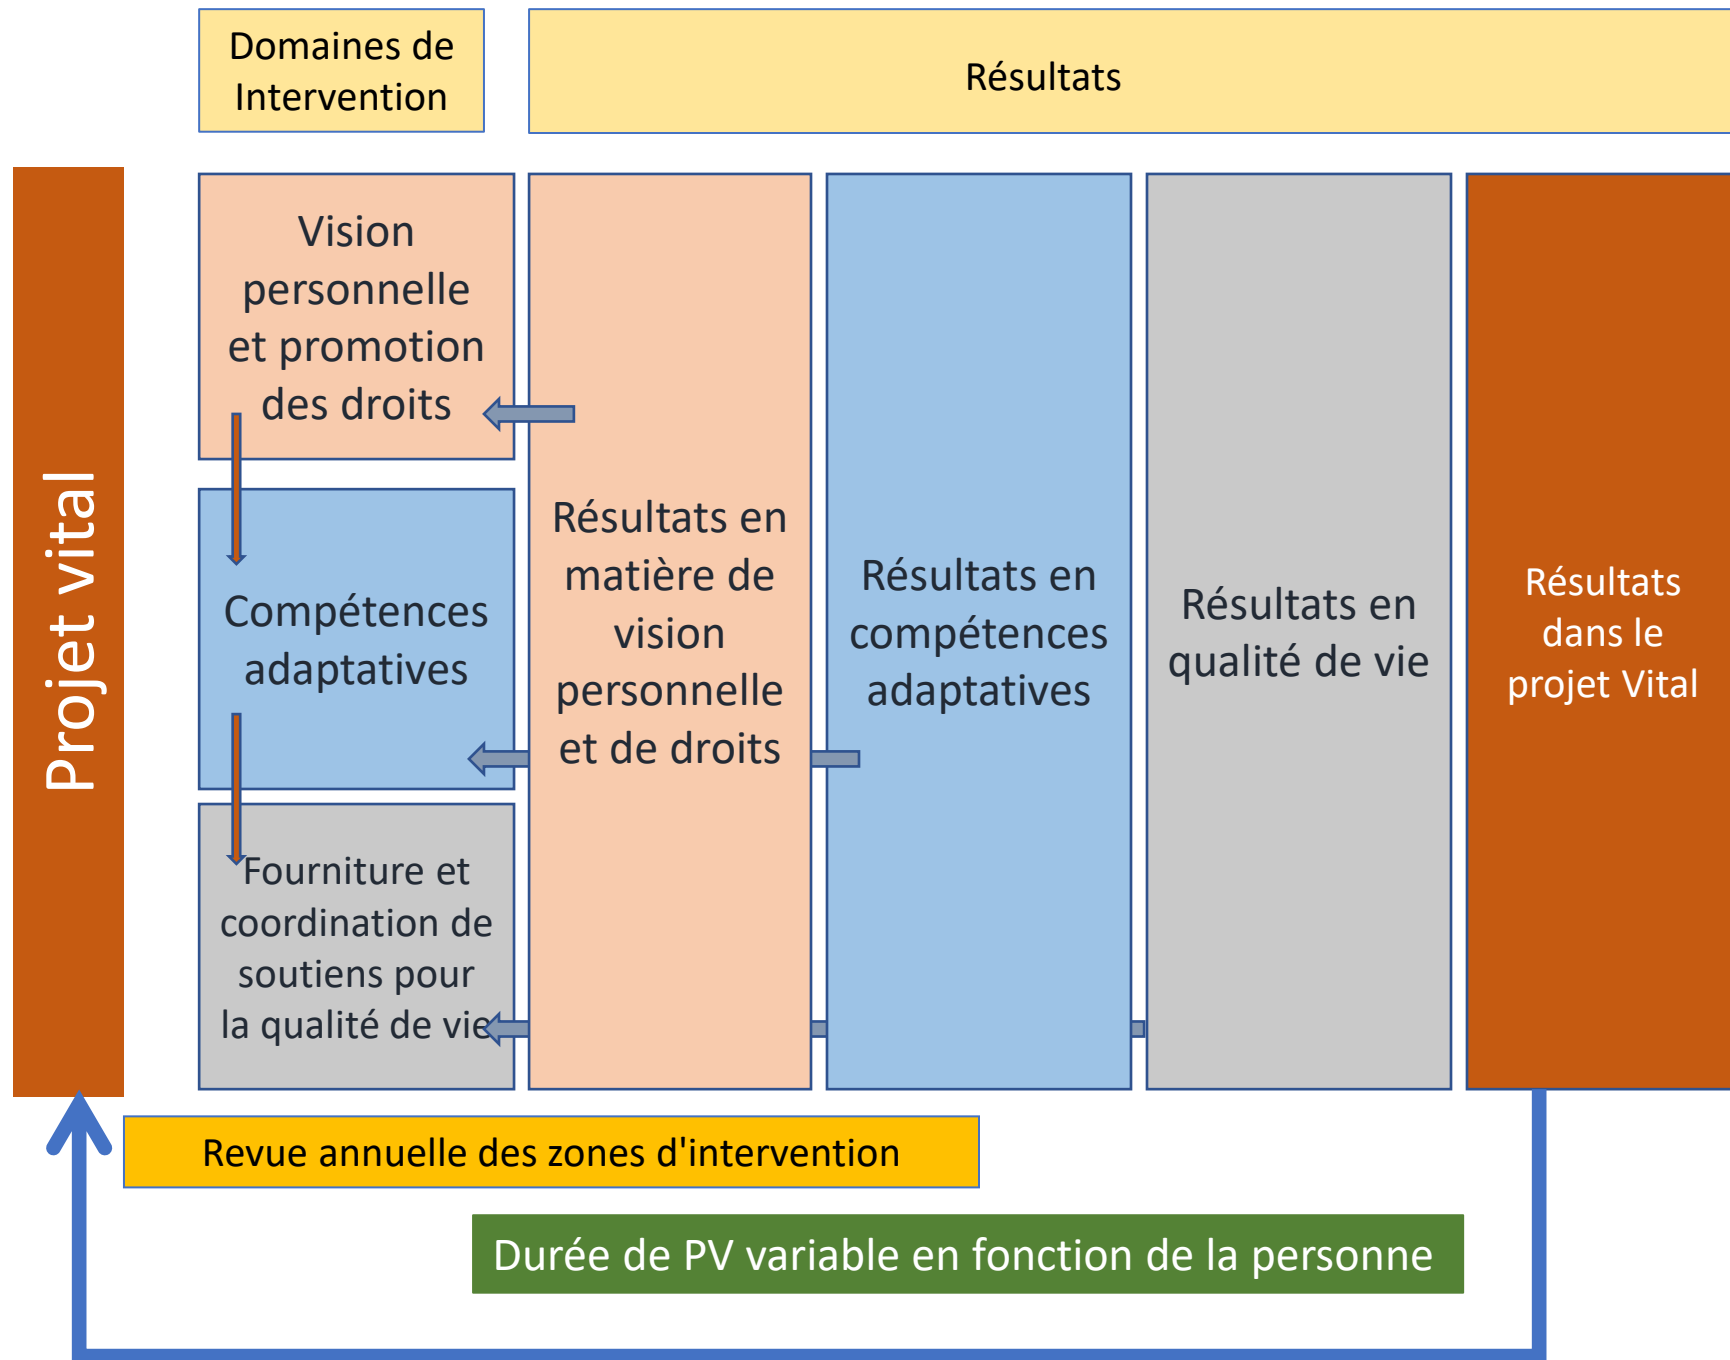 Domaines de
Intervention
Résultats
Projet vital
Vision
personnelle
et promotion
des droits
Compétences
adaptatives
Fourniture et
coordination de
soutiens pour
la qualité de vie
Résultats en
matière de
vision
personnelle
et de droits
Résultats en
compétences
adaptatives
Résultats en
qualité de vie
Résultats
dans le
projet Vital
Revue annuelle des zones d'intervention
Durée de PV variable en fonction de la personne